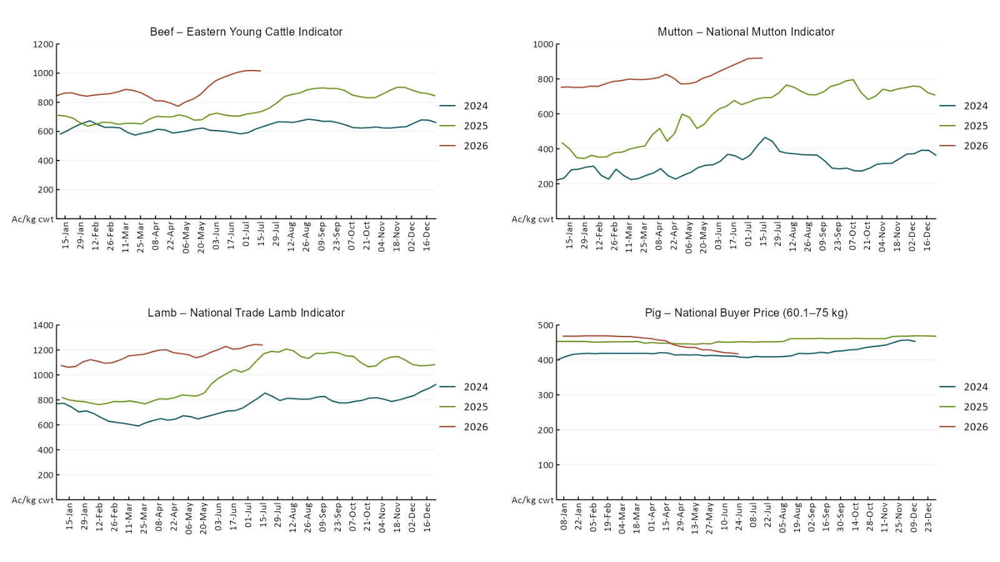 Beef – Eastern Young Cattle Indicator
1200
1000
800
600
400
200
Ac/kg cwt
15-Jan
29-Jan
12-Feb
26-Feb
11-Mar
25-Mar
08-Apr
22-Apr
06-May
20-May
03-Jun
17-Jun
01-Jul
15-Jul
29-Jul
12-Aug
26-Aug
09-Sep
23-Sep
07-Oct
21-Oct
04-Nov
18-Nov
02-Dec
16-Dec
2024
2025
2026
Mutton – National Mutton Indicator
1000
800
600
400
200
Ac/kg cwt
15-Jan
29-Jan
12-Feb
26-Feb
11-Mar
25-Mar
08-Apr
22-Apr
06-May
20-May
03-Jun
17-Jun
01-Jul
15-Jul
29-Jul
12-Aug
26-Aug
09-Sep
23-Sep
07-Oct
21-Oct
04-Nov
18-Nov
02-Dec
16-Dec
2024
2025
2026
Lamb – National Trade Lamb Indicator
1400
1200
1000
800
600
400
200
Ac/kg cwt
15-Jan
29-Jan
12-Feb
26-Feb
11-Mar
25-Mar
08-Apr
22-Apr
06-May
20-May
03-Jun
17-Jun
01-Jul
15-Jul
29-Jul
12-Aug
26-Aug
09-Sep
23-Sep
07-Oct
21-Oct
04-Nov
18-Nov
02-Dec
16-Dec
2024
2025
2026
Pig – National Buyer Price (60.1–75 kg)
500
400
300
200
100
Ac/kg cwt
08-Jan
22-Jan
05-Feb
19-Feb
04-Mar
18-Mar
01-Apr
15-Apr
29-Apr
13-May
27-May
10-Jun
24-Jun
08-Jul
22-Jul
05-Aug
19-Aug
02-Sep
16-Sep
30-Sep
14-Oct
28-Oct
11-Nov
25-Nov
09-Dec
23-Dec
2024
2025
2026